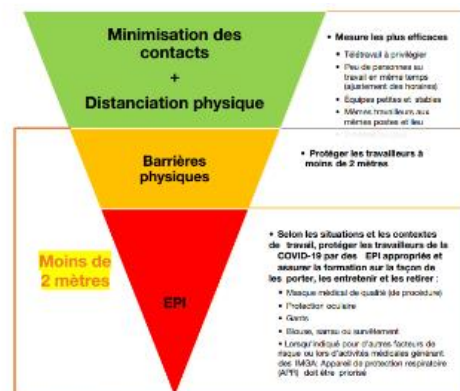 Minimisation des
contacts
+
Distanciation physique
• Mesure les plus efficaces
• Télétravail à privilégier
• Peu de personnes au
travail en même temps
(ajustement des horaires)
• Équipes petites et stables
• Mêmes travailleurs aux
mêmes postes et lieu
Barrières
physiques
• Protéger les travailleurs à
moins de 2 mètres
Moins de
2 mètres
EPI
• Selon les situations et les contextes
de travail, protéger les travailleurs de la
COVID-19 par des EPI appropriés et
assurer la formation sur la façon de
les porter, les entretenir et les retirer :
• Masque médical de qualité (de procédure)
• Protection oculaire
• Gants
• Blouse, sarrau ou survêtement
• Lorsqu'indiqué pour d'autres facteurs de
risque ou lors d'activités médicales générant
des IMGA: Appareil de protection respiratoire
(APR) doit être priorisé